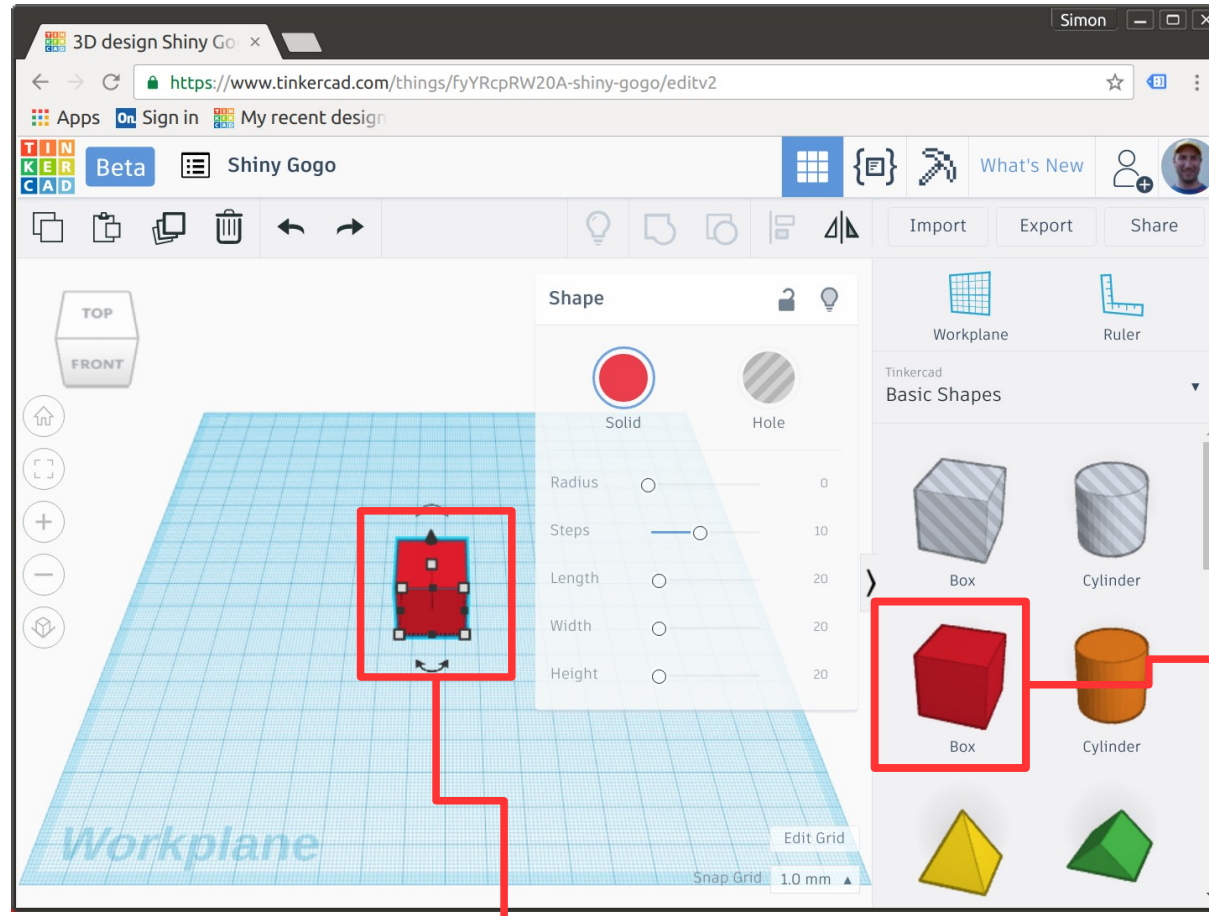 Simon
3D design Shiny Go
https://www.tinkercad.com/things/fyYRcpRW20A-shiny-gogo/editv2
Apps On. Sign in My recent design
TIN
KER
CAD
Beta Shiny Gogo What's New
Import Export Share
TOP
FRONT
Shape
Solid Hole
Radius 0
Steps 10
Length 20
Width 20
Height 20
Workplane Ruler
Tinkercad
Basic Shapes
Box Cylinder
Box Cylinder
Workplane
Edit Grid
Snap Grid 1.0 mm